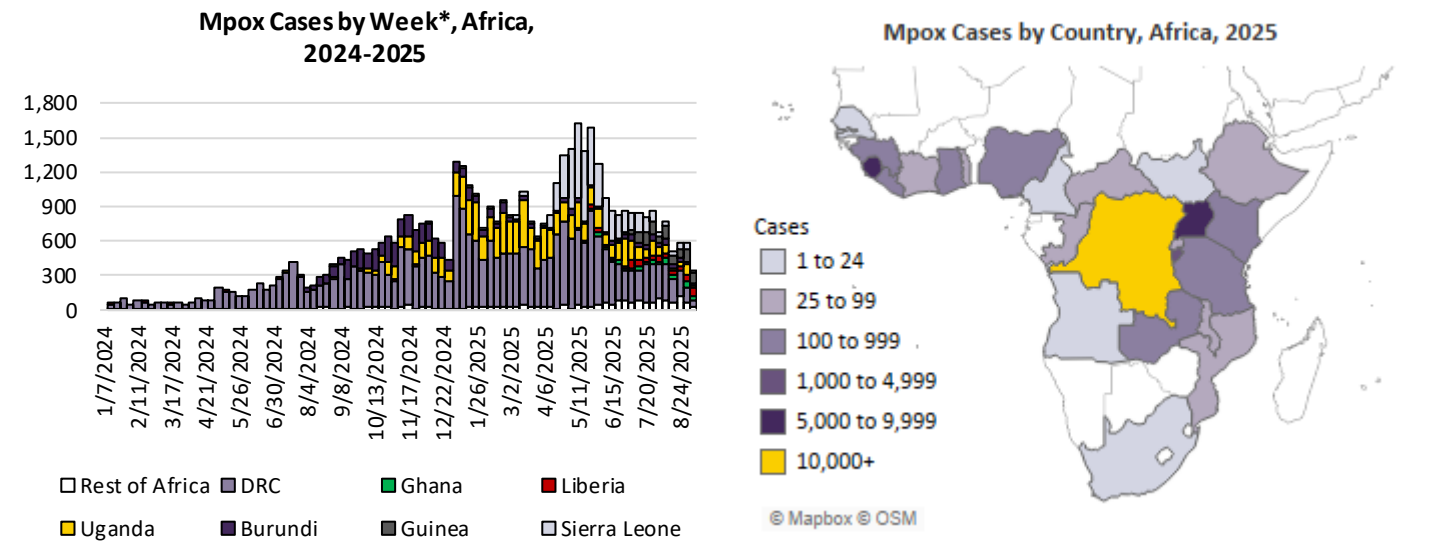 Mpox Cases by Week*, Africa,
2024-2025
1,800
1,500
1,200
900
600
300
0
1/7/2024
2/11/2024
3/17/2024
4/21/2024
5/26/2024
6/30/2024
8/4/2024
9/8/2024
10/13/2024
11/17/2024
12/22/2024
1/26/2025
3/2/2025
4/6/2025
5/11/2025
6/15/2025
7/20/2025
8/24/2025
Rest of Africa DRC Ghana Liberia
Uganda Burundi Guinea Sierra Leone
Mpox Cases by Country, Africa, 2025
Cases
1 to 24
25 to 99
100 to 999
1,000 to 4,999
5,000 to 9,999
10,000+
© Mapbox © OSM